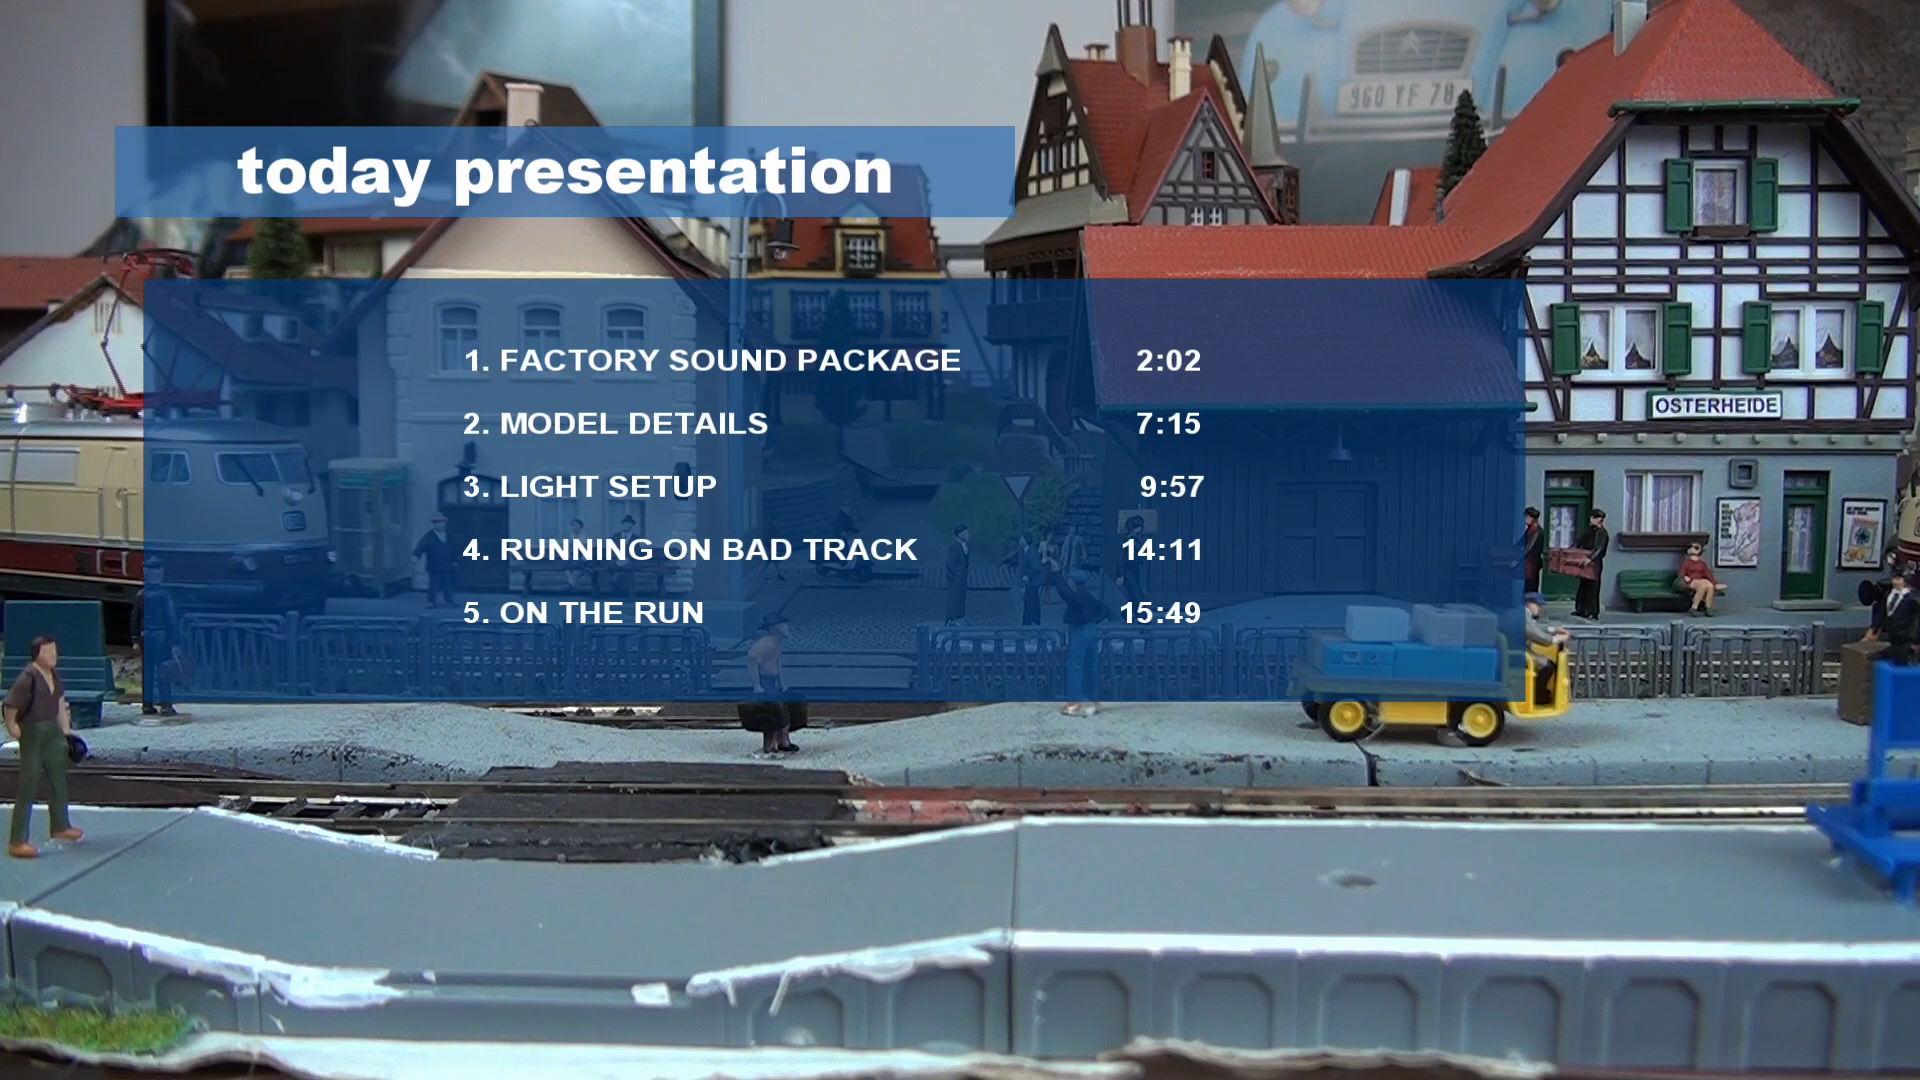 960 YF 78
today presentation
1. FACTORY SOUND PACKAGE 2:02
2. MODEL DETAILS 7:15
3. LIGHT SETUP 9:57
OSTERHEIDE
4. RUNNING ON BAD TRACK 14:11
5. ON THE RUN 15:49